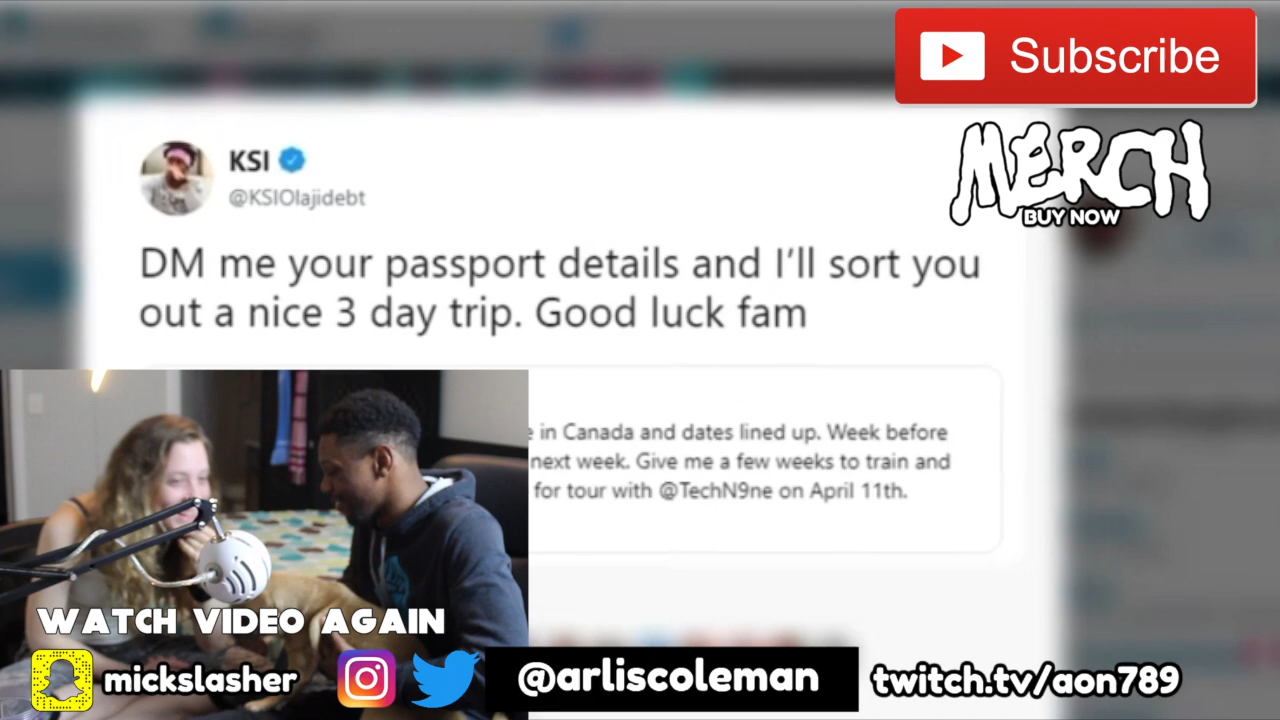 Subscribe
MERCH
BUY NOW
KSI
@KSIOlajidebt
DM me your passport details and I'll sort you
out a nice 3 day trip. Good luck fam
in Canada and dates lined up. Week before
next week. Give me a few weeks to train and
for tour with @TechN9ne on April 11th.
WATCH VIDEO AGAIN
mickslasher
@arliscoleman
twitch.tv/aon789